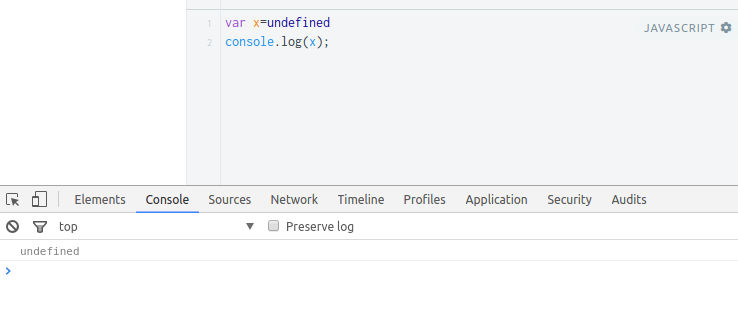 1 var x=undefined
JAVASCRIPT
2 console.log(x);
Elements Console Sources Network Timeline Profiles Application Security Audits
top Preserve log
undefined